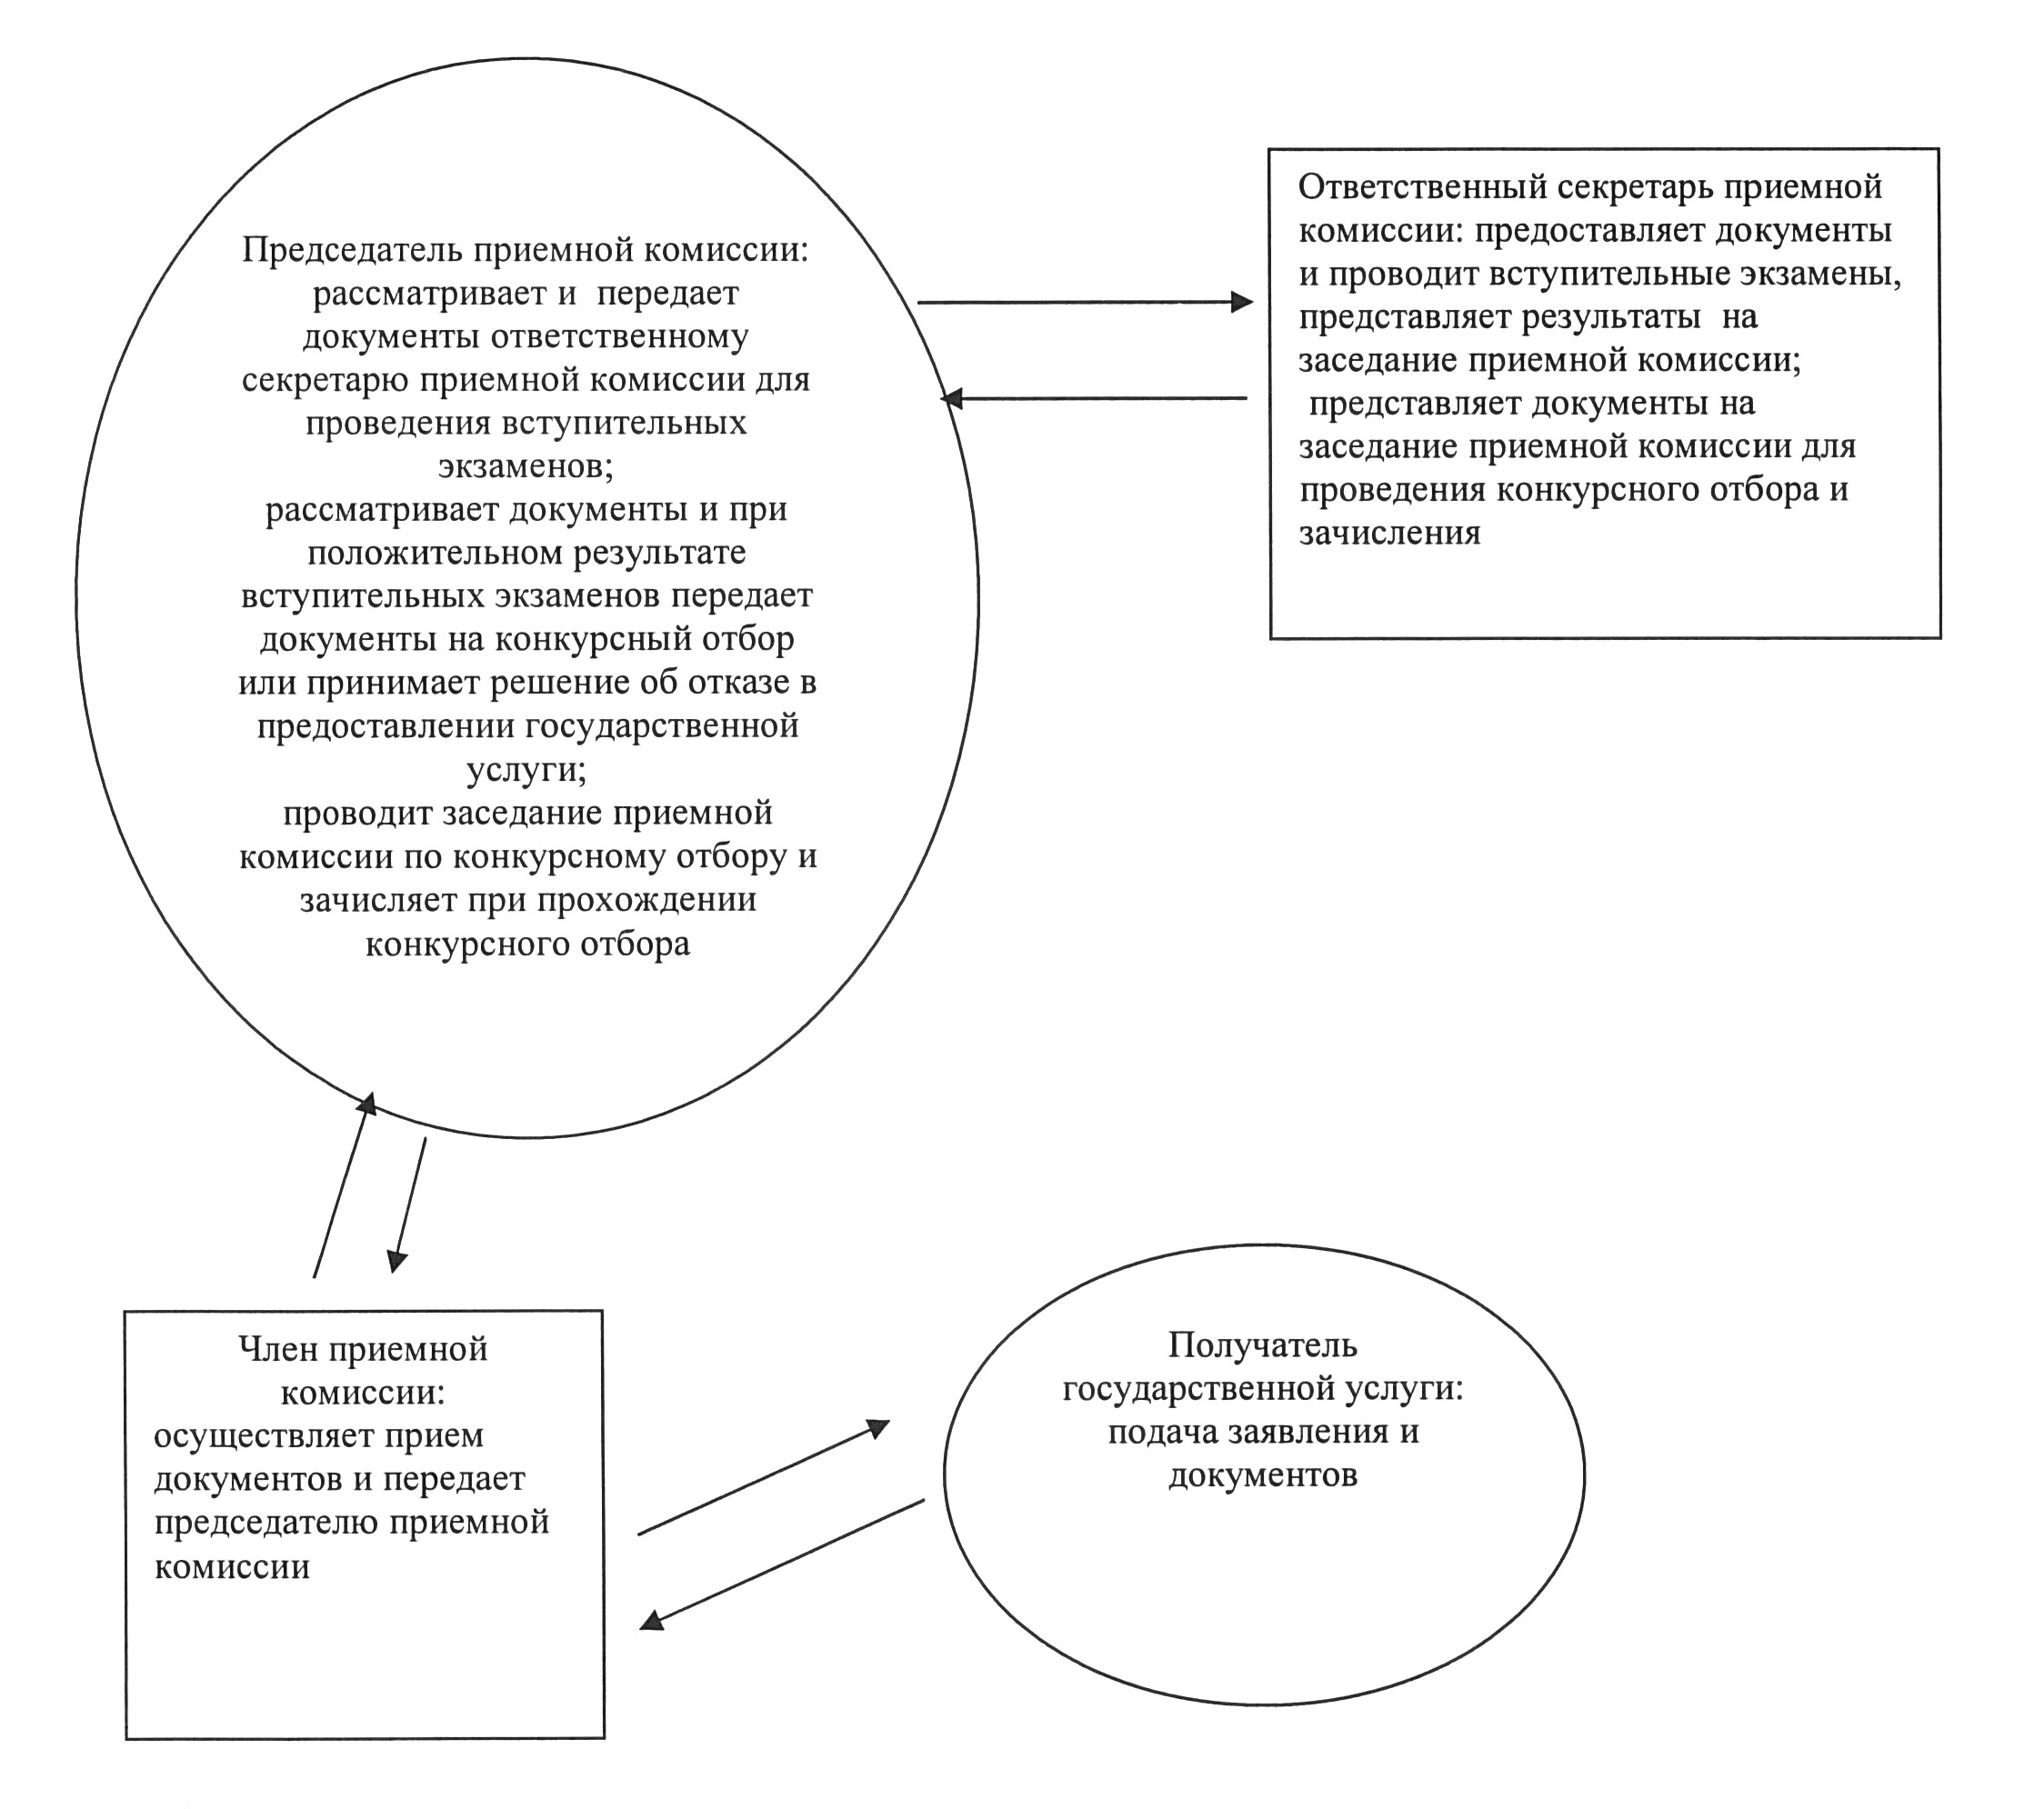 Председатель приемной комиссии:
рассматривает и передает
документы ответственному
секретарю приемной комиссии для
проведения вступительных
экзаменов;
рассматривает документы и при
положительном результате
вступительных экзаменов передает
документы на конкурсный отбор
или принимает решение об отказе в
предоставлении государственной
услуги;
проводит заседание приемной
комиссии по конкурсному отбору и
зачисляет при прохождении
конкурсного отбора
Ответственный секретарь приемной
комиссии: предоставляет документы
и проводит вступительные экзамены,
представляет результаты на
заседание приемной комиссии;
представляет документы на
заседание приемной комиссии для
проведения конкурсного отбора и
зачисления
Член приемной
комиссии:
осуществляет прием
документов и передает
председателю приемной
комиссии
Получатель
государственной услуги:
подача заявления и
документов